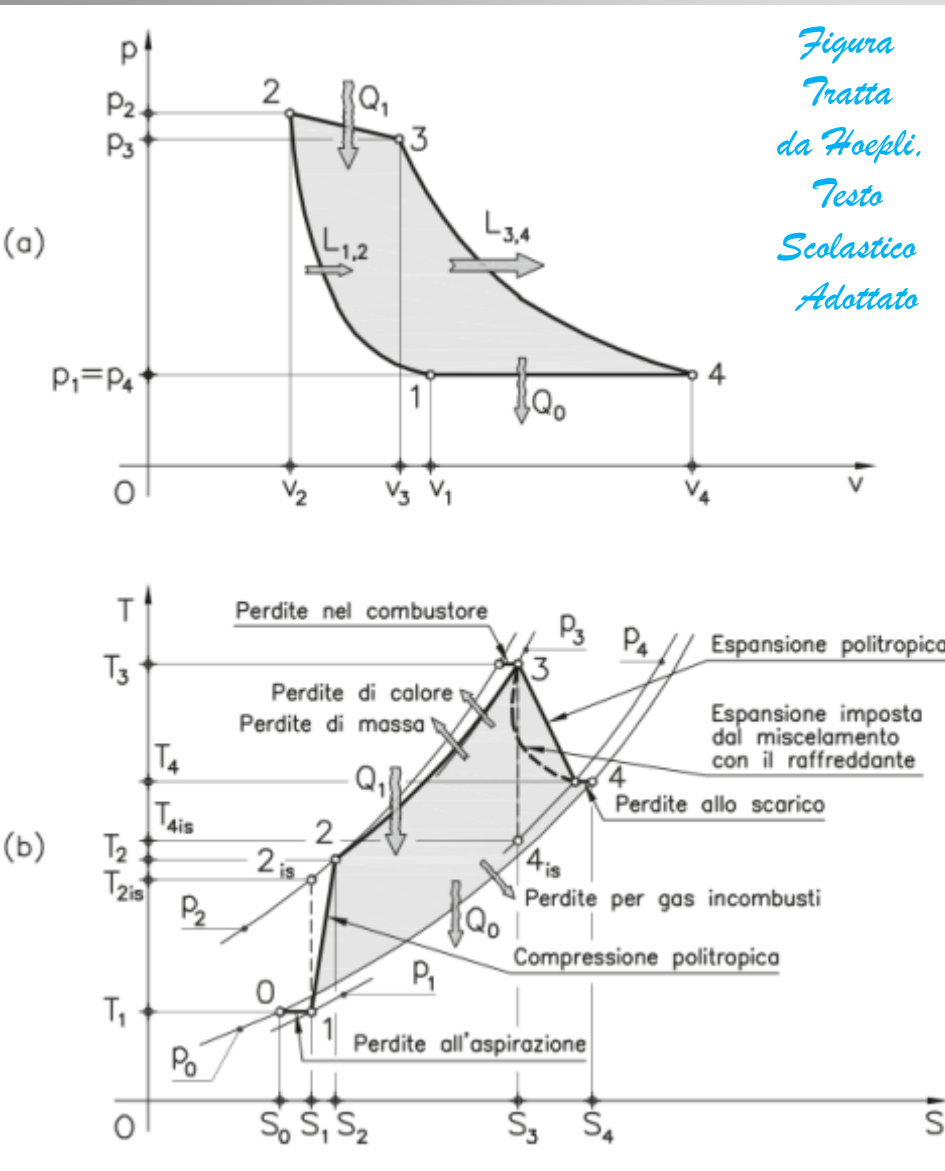 Figura
Tratta
da Hoepli,
Testo
Scolastico
Adottato
(a)
p
p₂
p₃
p₁=p₄
O
2
Q₁
3
L₁,₂
L₃,₄
1
Q₀
4
v₂
v₃
v₁
v₄
v
(b)
T
T₃
T₄
T₄is
T₂
T₂is
T₁
O
Perdite nel combustore
p₃
p₄
Espansione politropica
3
Perdite di calore
Perdite di massa
Espansione imposta
dal miscelamento
con il raffreddante
Q₁
4
Perdite allo scarico
2
2 is
4is
Perdite per gas incombusti
p₂
Q₀
Compressione politropica
0
p₁
1
Perdite all'aspirazione
p₀
S₀
S₁
S₂
S₃
S₄
S